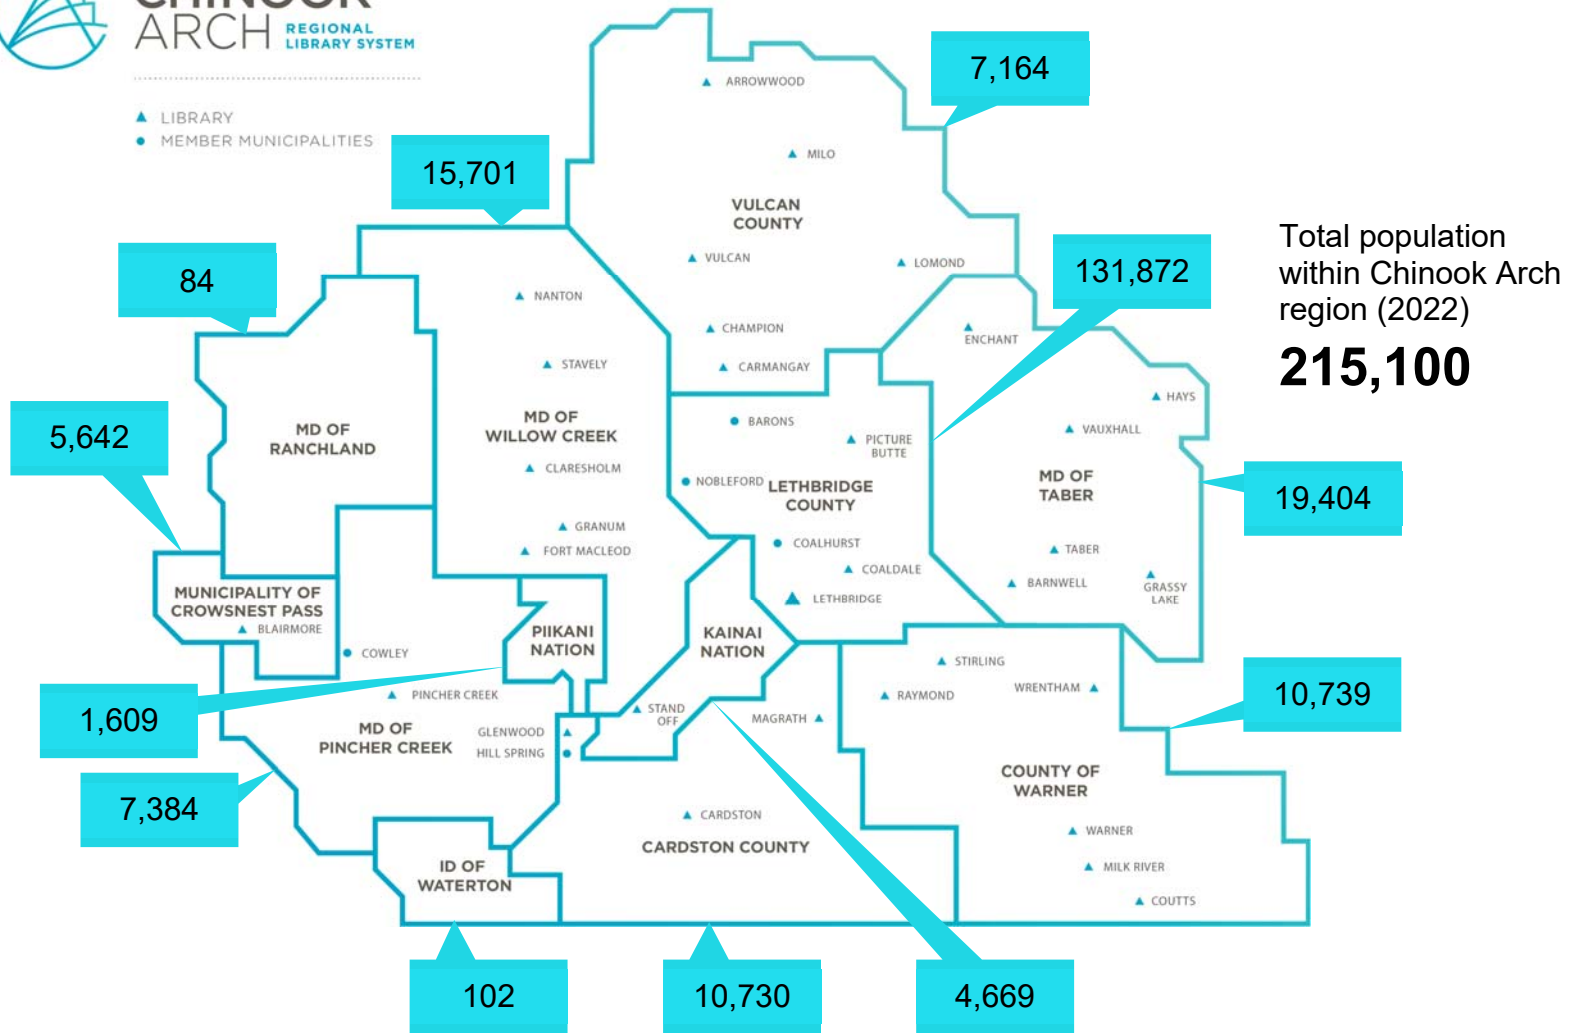 CHINOOK
ARCH REGIONAL
LIBRARY SYSTEM
LIBRARY
MEMBER MUNICIPALITIES
7,164
15,701
84
131,872
5,642
19,404
1,609
10,739
7,384
102
10,730
4,669
Total population
within Chinook Arch
region (2022)
215,100
ARROWWOOD
MILO
VULCAN
COUNTY
VULCAN
LOMOND
CHAMPION
CARMANGAY
NANTON
STAVELY
MD OF
WILLOW CREEK
CLARESHOLM
GRANUM
FORT MACLEOD
MD OF
RANCHLAND
ENCHANT
HAYS
VAUXHALL
MD OF
TABER
TABER
BARNWELL
GRASSY
LAKE
BARONS
PICTURE
BUTTE
NOBLEFORD
LETHBRIDGE
COUNTY
COALHURST
COALDALE
LETHBRIDGE
MUNICIPALITY OF
CROWSNEST PASS
BLAIRMORE
COWLEY
PINCHER CREEK
MD OF
PINCHER CREEK
PIIKANI
NATION
KAINAI
NATION
STAND
OFF
GLENWOOD
HILL SPRING
MAGRATH
CARDSTON
CARDSTON COUNTY
ID OF
WATERTON
STIRLING
RAYMOND
WRENTHAM
COUNTY OF
WARNER
WARNER
MILK RIVER
COUTTS